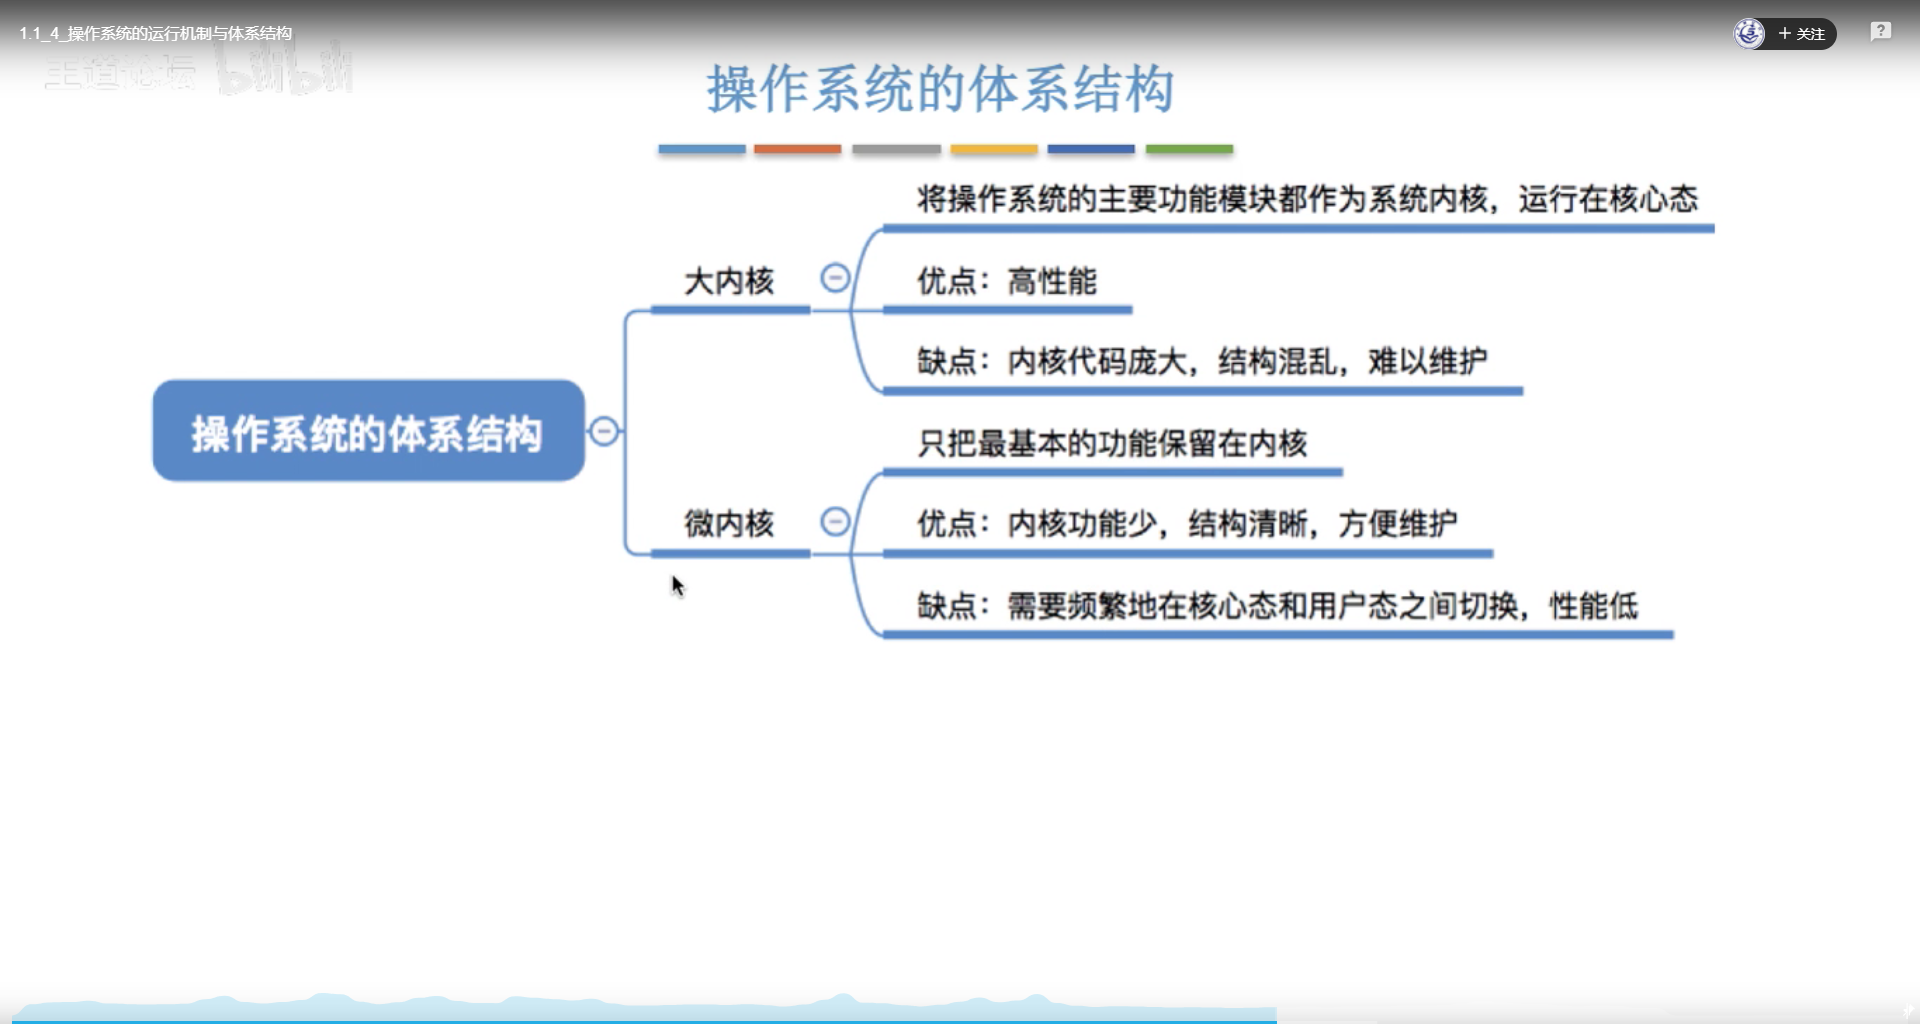 1.1_4_操作系统的运行机制与体系结构
+ 关注
?
王道论坛 bilibili
操作系统的体系结构
将操作系统的主要功能模块都作为系统内核，运行在核心态
大内核
优点：高性能
缺点：内核代码庞大，结构混乱，难以维护
操作系统的体系结构
只把最基本的功能保留在内核
微内核
优点：内核功能少，结构清晰，方便维护
缺点：需要频繁地在核心态和用户态之间切换，性能低